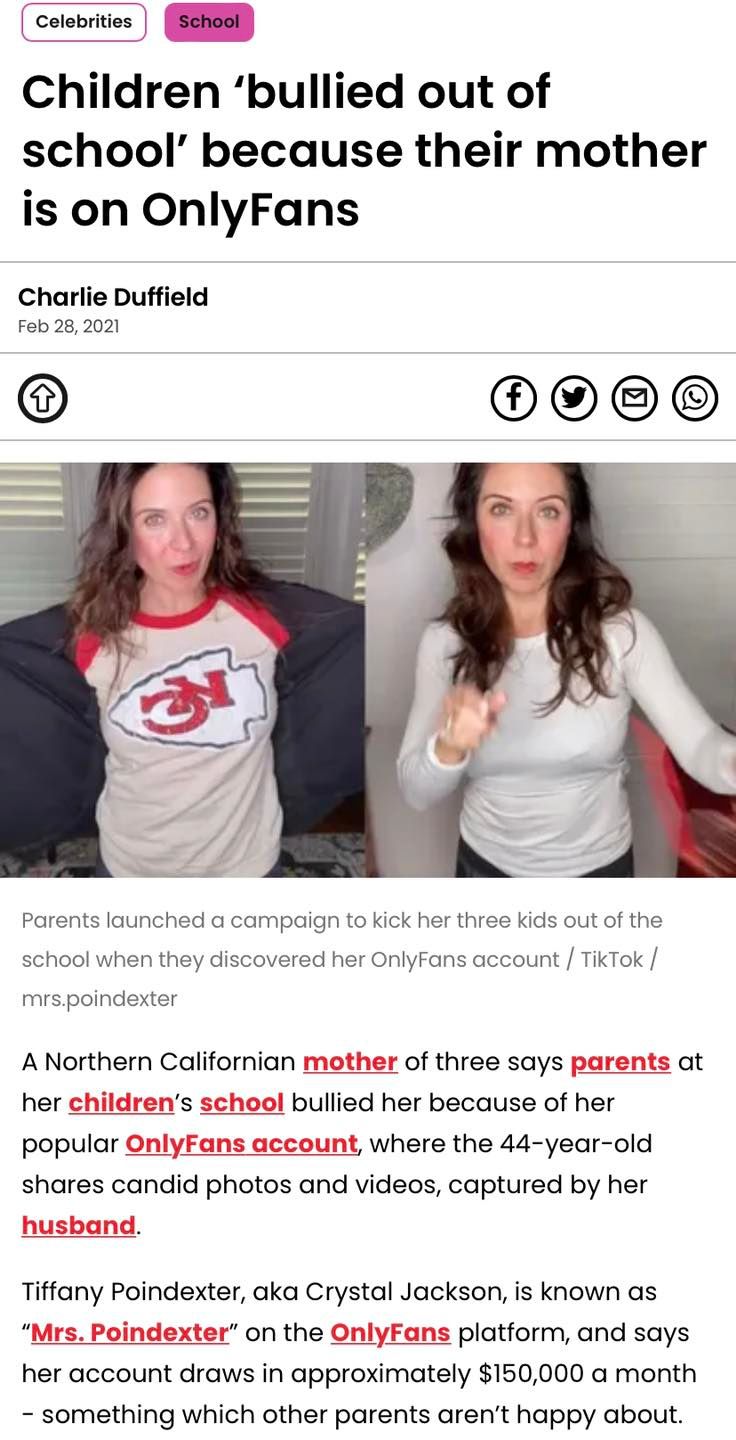 Celebrities School
Children ‘bullied out of
school’ because their mother
is on OnlyFans
Charlie Duffield
Feb 28, 2021
KC
Parents launched a campaign to kick her three kids out of the
school when they discovered her OnlyFans account / TikTok /
mrs.poindexter
A Northern Californian mother of three says parents at
her children’s school bullied her because of her
popular OnlyFans account, where the 44-year-old
shares candid photos and videos, captured by her
husband.
Tiffany Poindexter, aka Crystal Jackson, is known as
“Mrs. Poindexter” on the OnlyFans platform, and says
her account draws in approximately $150,000 a month
- something which other parents aren’t happy about.